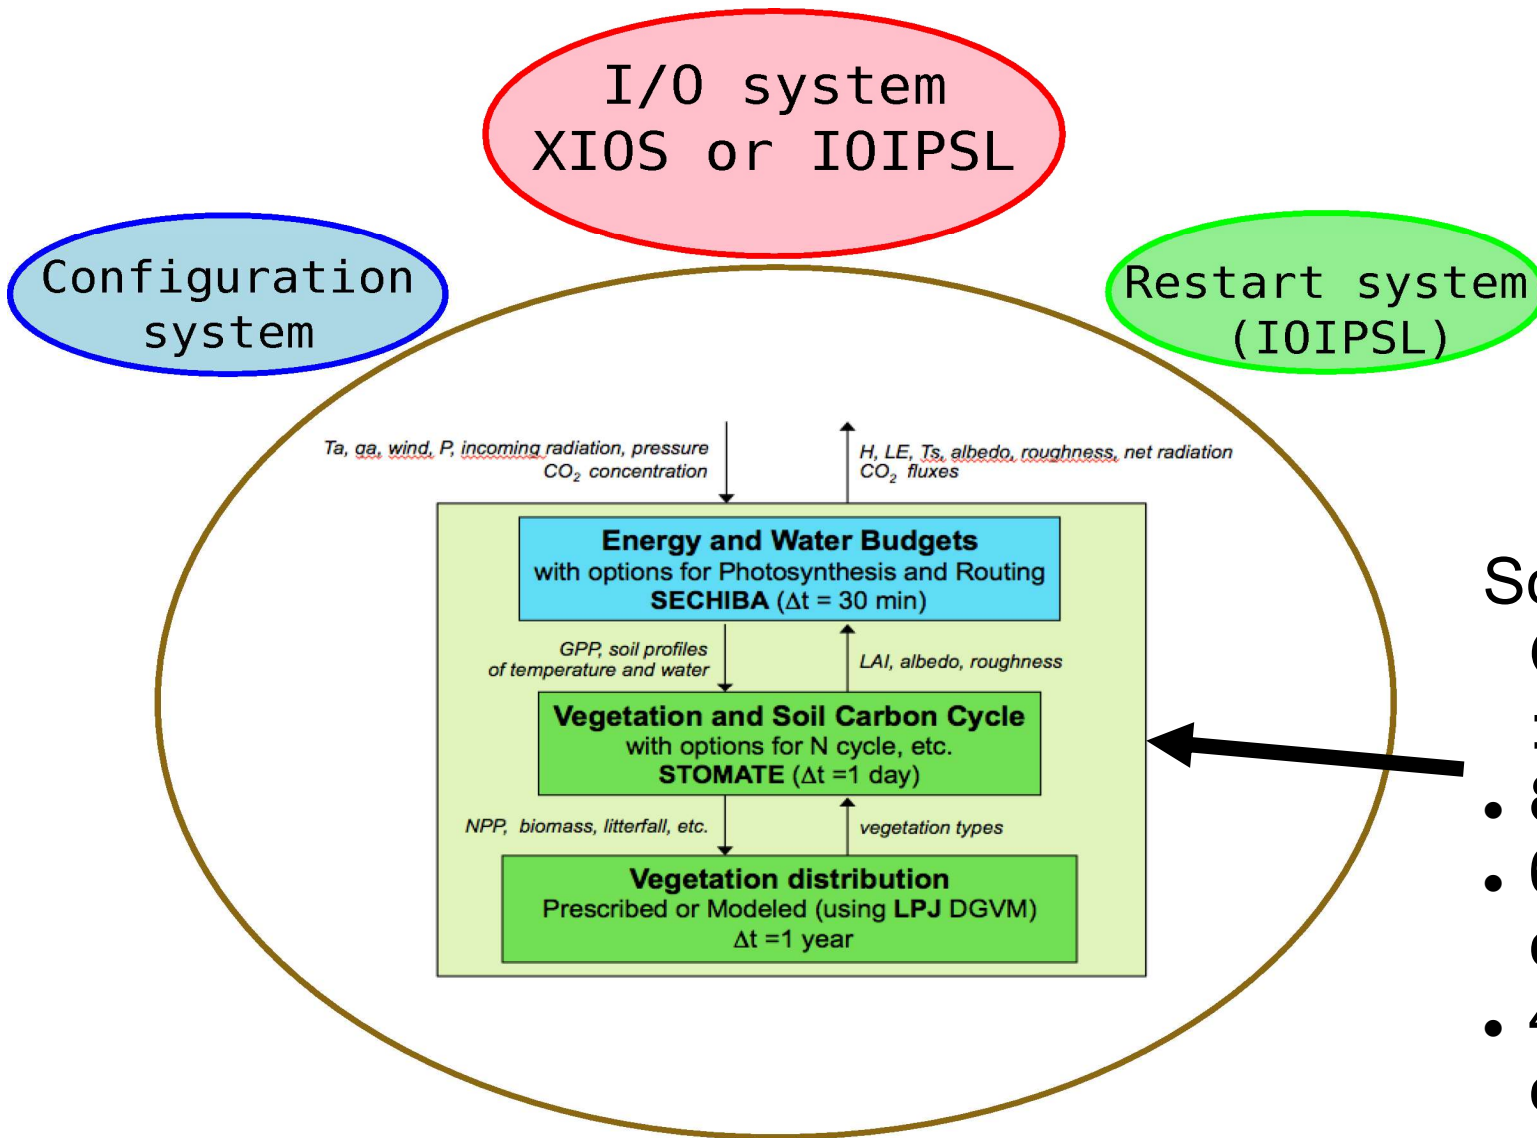 I/O system
XIOS or IOIPSL
Configuration
system
Restart system
(IOIPSL)
Ta, qa, wind, P, incoming radiation, pressure
CO2 concentration
H, LE, Ts, albedo, roughness, net radiation
CO2 fluxes
Energy and Water Budgets
with options for Photosynthesis and Routing
SECHIBA (Δt = 30 min)
GPP, soil profiles
of temperature and water
LAI, albedo, roughness
Vegetation and Soil Carbon Cycle
with options for N cycle, etc.
STOMATE (Δt =1 day)
NPP, biomass, litterfall, etc.
vegetation types
Vegetation distribution
Prescribed or Modeled (using LPJ DGVM)
Δt =1 year